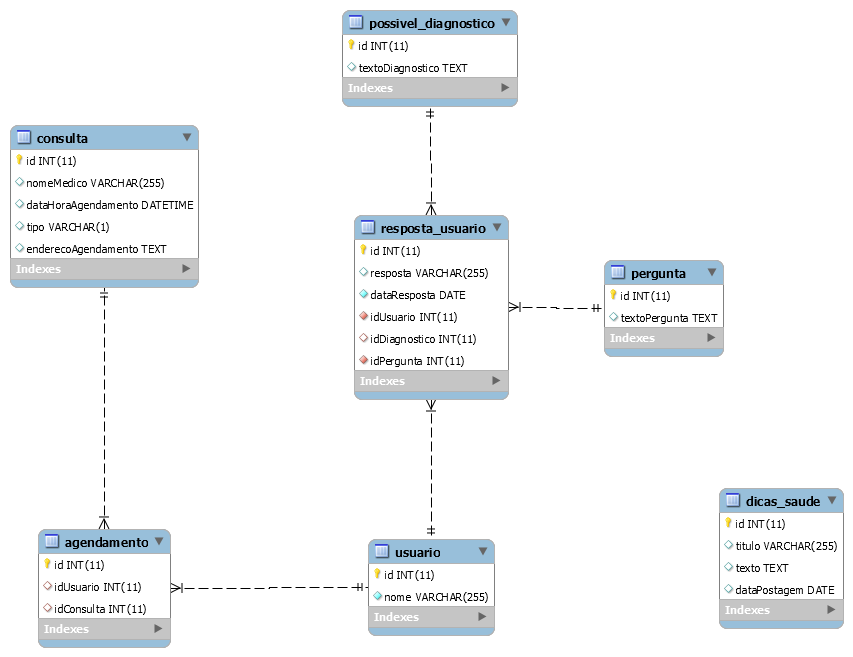 possivel_diagnostico
id INT(11)
textoDiagnostico TEXT
Indexes
consulta
id INT(11)
nomeMedico VARCHAR(255)
dataHoraAgendamento DATETIME
tipo VARCHAR(1)
enderecoAgendamento TEXT
Indexes
resposta_usuario
id INT(11)
resposta VARCHAR(255)
dataResposta DATE
idUsuario INT(11)
idDiagnostico INT(11)
idPergunta INT(11)
Indexes
pergunta
id INT(11)
textoPergunta TEXT
Indexes
agendamento
id INT(11)
idUsuario INT(11)
idConsulta INT(11)
Indexes
usuario
id INT(11)
nome VARCHAR(255)
Indexes
dicas_saude
id INT(11)
titulo VARCHAR(255)
texto TEXT
dataPostagem DATE
Indexes